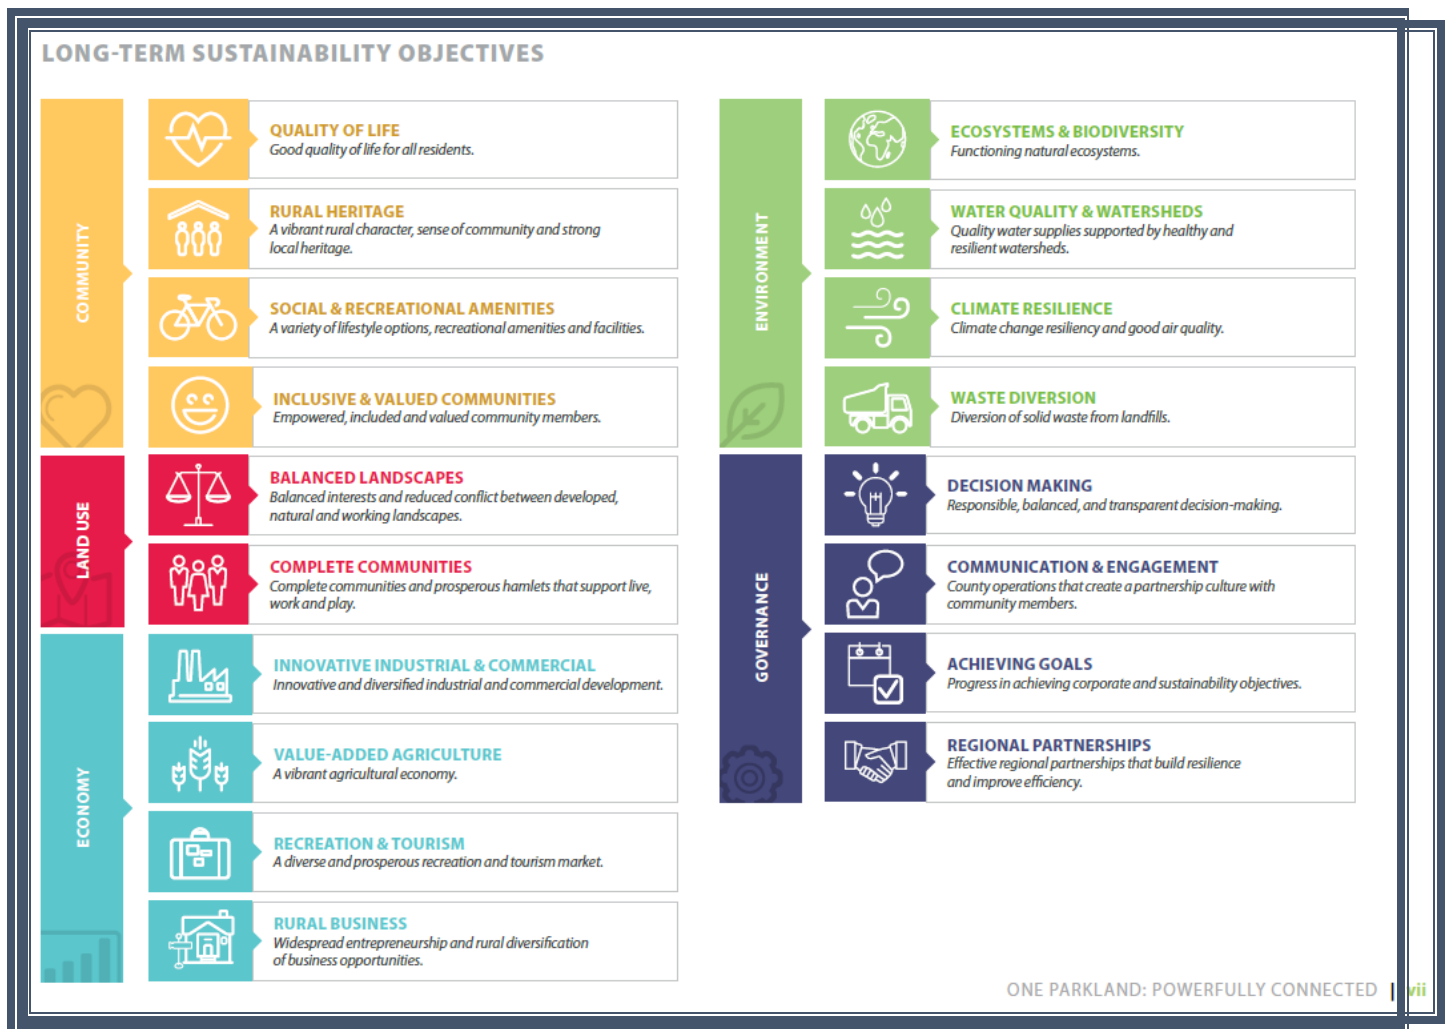 LONG-TERM SUSTAINABILITY OBJECTIVES
COMMUNITY
QUALITY OF LIFE
Good quality of life for all residents.
RURAL HERITAGE
A vibrant rural character, sense of community and strong
local heritage.
SOCIAL & RECREATIONAL AMENITIES
A variety of lifestyle options, recreational amenities and facilities.
INCLUSIVE & VALUED COMMUNITIES
Empowered, included and valued community members.
LAND USE
BALANCED LANDSCAPES
Balanced interests and reduced conflict between developed,
natural and working landscapes.
COMPLETE COMMUNITIES
Complete communities and prosperous hamlets that support live,
work and play.
ECONOMY
INNOVATIVE INDUSTRIAL & COMMERCIAL
Innovative and diversified industrial and commercial development.
VALUE-ADDED AGRICULTURE
A vibrant agricultural economy.
RECREATION & TOURISM
A diverse and prosperous recreation and tourism market.
RURAL BUSINESS
Widespread entrepreneurship and rural diversification
of business opportunities.
ENVIRONMENT
ECOSYSTEMS & BIODIVERSITY
Functioning natural ecosystems.
WATER QUALITY & WATERSHEDS
Quality water supplies supported by healthy and
resilient watersheds.
CLIMATE RESILIENCE
Climate change resiliency and good air quality.
WASTE DIVERSION
Diversion of solid waste from landfills.
GOVERNANCE
DECISION MAKING
Responsible, balanced, and transparent decision-making.
COMMUNICATION & ENGAGEMENT
County operations that create a partnership culture with
community members.
ACHIEVING GOALS
Progress in achieving corporate and sustainability objectives.
REGIONAL PARTNERSHIPS
Effective regional partnerships that build resilience
and improve efficiency.
ONE PARKLAND: POWERFULLY CONNECTED | vii